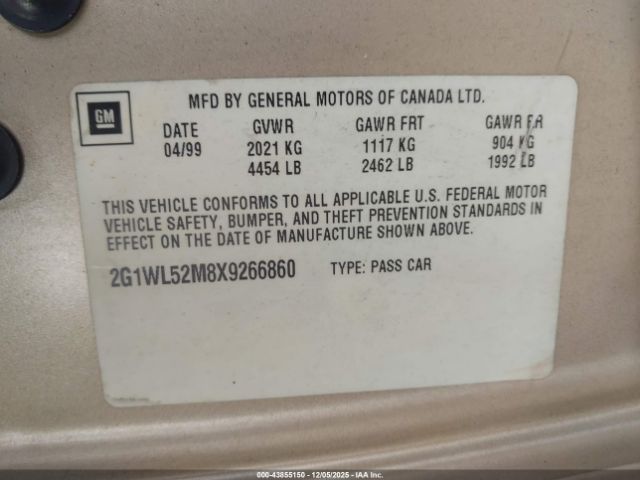 GM
MFD BY GENERAL MOTORS OF CANADA LTD.
DATE GVWR GAWR FRT GAWR RR
04/99 2021 KG 1117 KG 904 KG
4454 LB 2462 LB 1992 LB
THIS VEHICLE CONFORMS TO ALL APPLICABLE U.S. FEDERAL MOTOR
VEHICLE SAFETY, BUMPER, AND THEFT PREVENTION STANDARDS IN
EFFECT ON THE DATE OF MANUFACTURE SHOWN ABOVE.
2G1WL52M8X9266860 TYPE: PASS CAR
000-43855150 - 12/05/2025 - IAA, Inc.